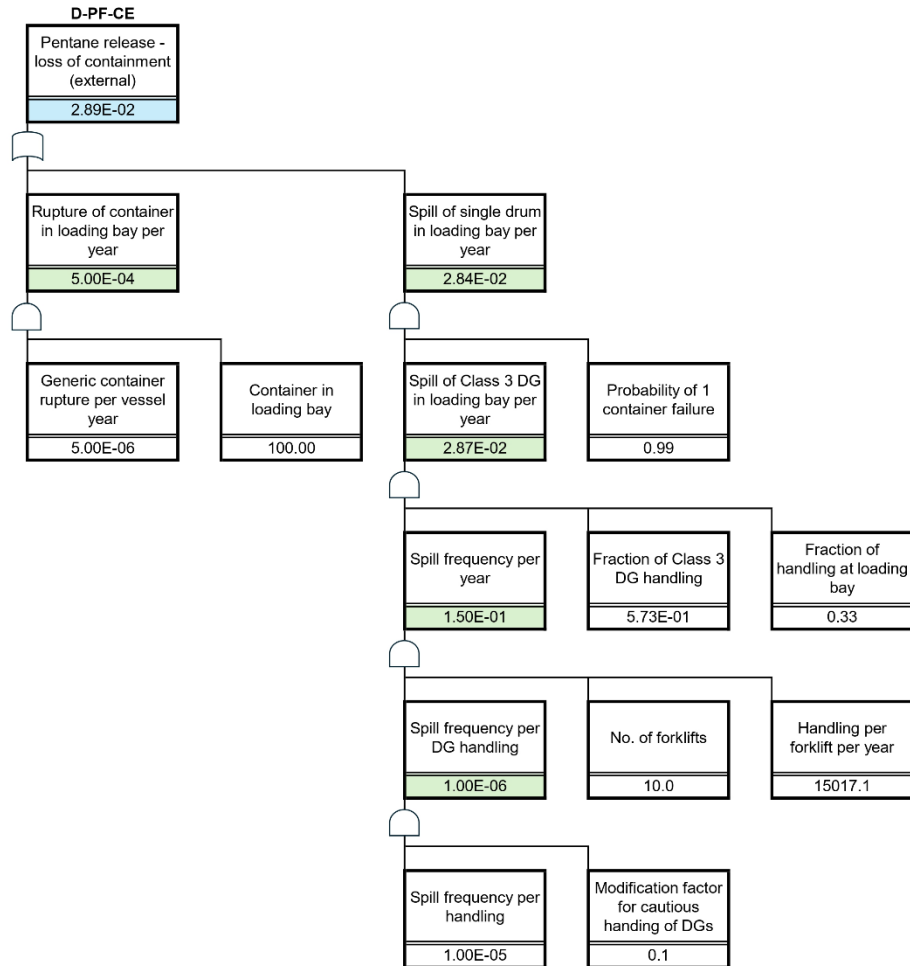 D-PF-CE
Pentane release -
loss of containment
(external)
2.89E-02
Rupture of container
in loading bay per
year
5.00E-04
Spill of single drum
in loading bay per
year
2.84E-02
Generic container
rupture per vessel
year
5.00E-06
Container in
loading bay
100.00
Spill of Class 3 DG
in loading bay per
year
2.87E-02
Probability of 1
container failure
0.99
Spill frequency per
year
1.50E-01
Fraction of Class 3
DG handling
5.73E-01
Fraction of
handling at loading
bay
0.33
Spill frequency per
DG handling
1.00E-06
No. of forklifts
10.0
Handling per
forklift per year
15017.1
Spill frequency per
handling
1.00E-05
Modification factor
for cautious
handing of DGs
0.1